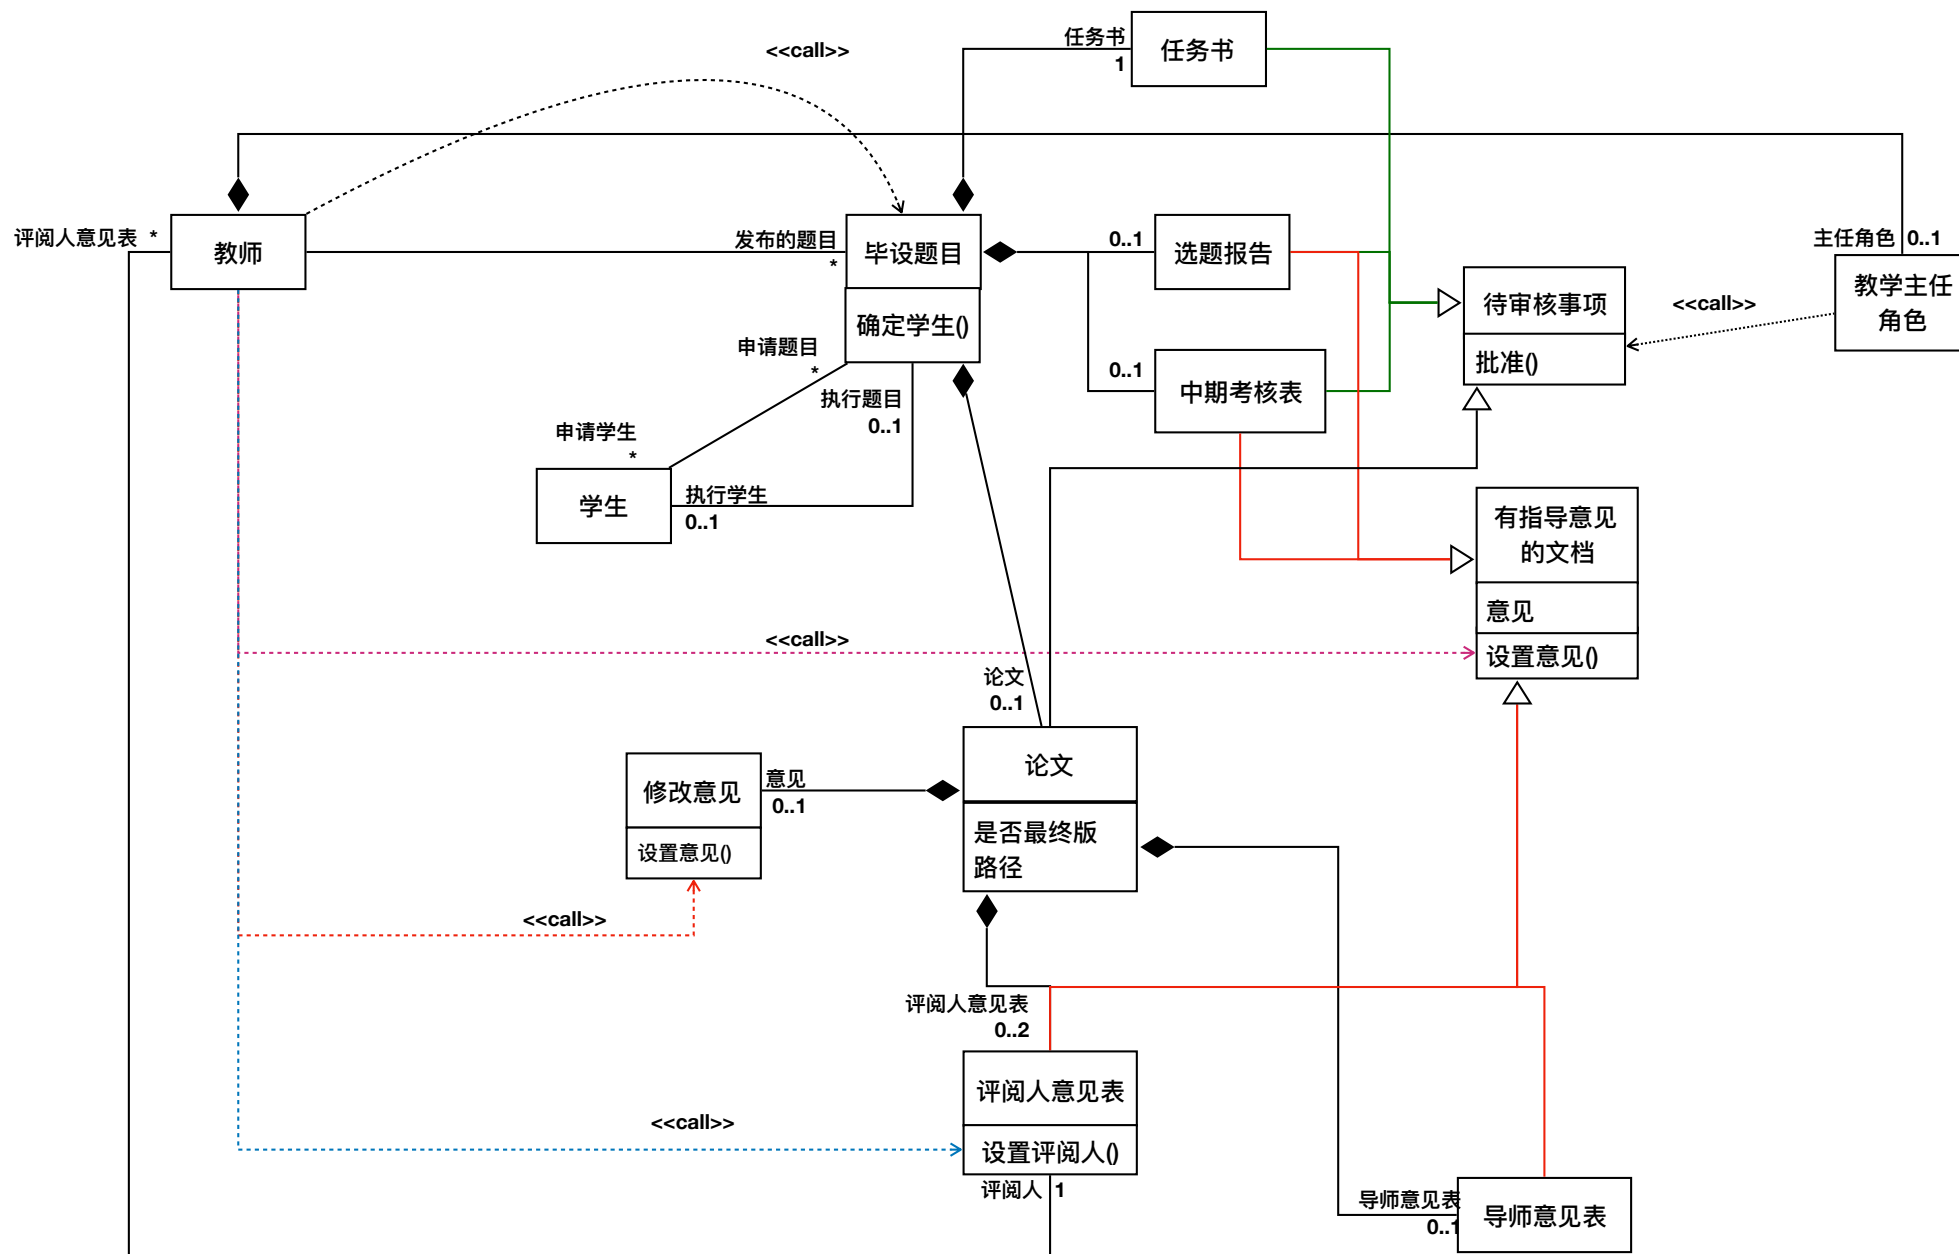 <<call>>
任务书
1
任务书
评阅人意见表 *
教师
发布的题目
*
毕设题目
确定学生()
0..1
选题报告
主任角色 0..1
教学主任
角色
待审核事项
批准()
<<call>>
申请题目
*
执行题目
0..1
0..1
中期考核表
申请学生
*
学生
执行学生
0..1
有指导意见
的文档
意见
设置意见()
<<call>>
论文
0..1
论文
是否最终版
路径
修改意见
设置意见()
意见
0..1
<<call>>
评阅人意见表
0..2
评阅人意见表
设置评阅人()
<<call>>
评阅人 1
导师意见表
0..1
导师意见表